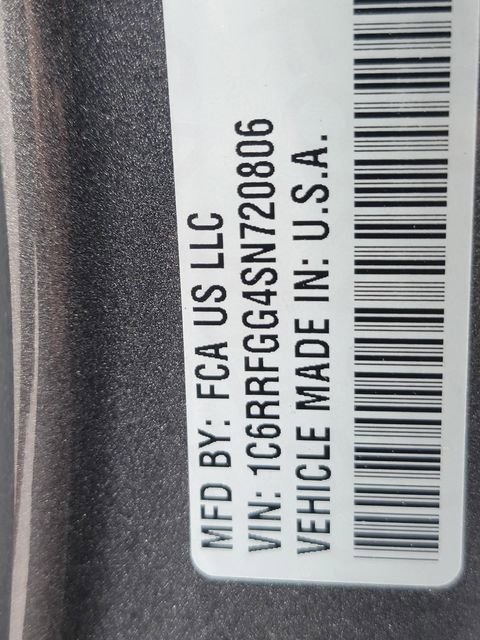 MFD BY: FCA US LLC
VIN: 1C6RRFGG4SN720806
VEHICLE MADE IN: U.S.A.